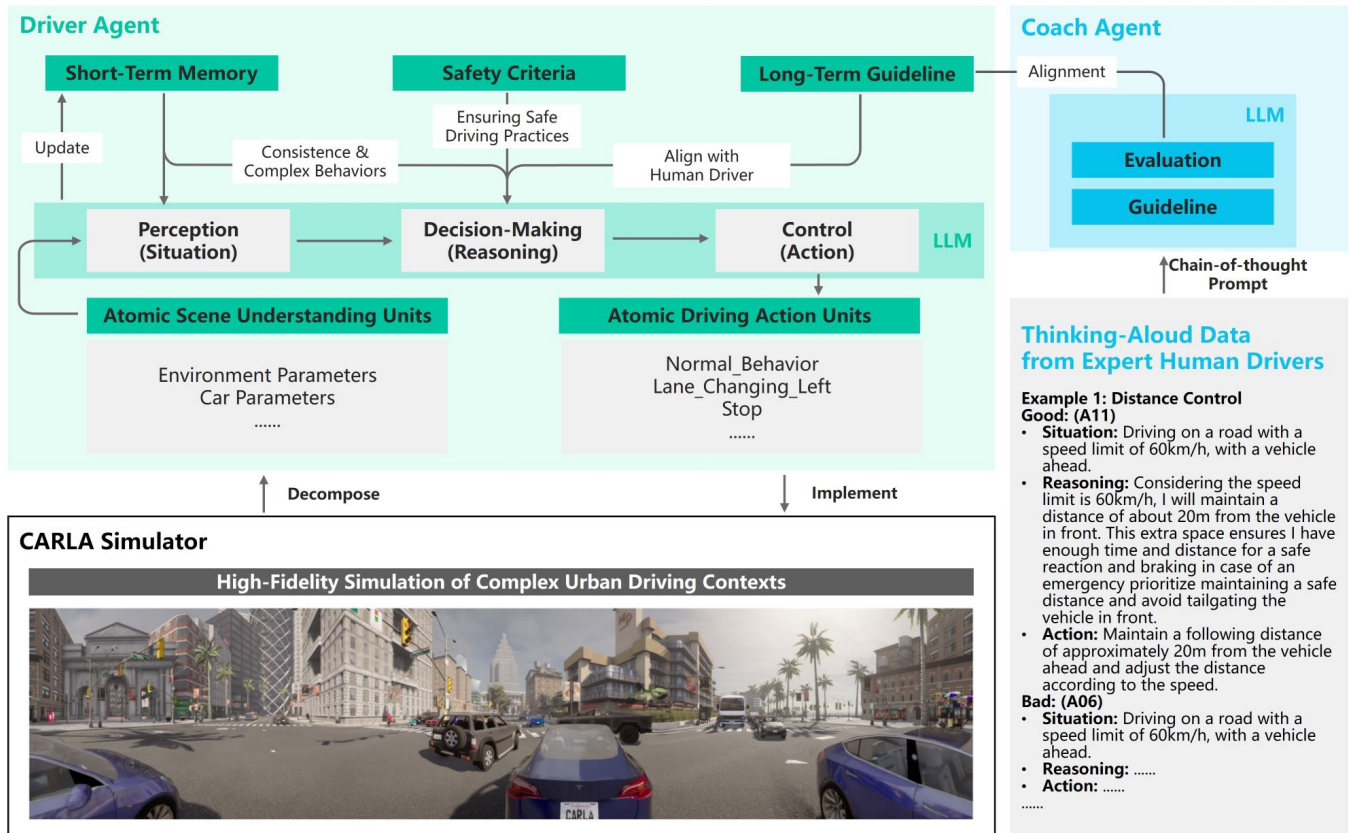 Driver Agent
Short-Term Memory
Safety Criteria
Long-Term Guideline
Update
Consistence &
Complex Behaviors
Ensuring Safe
Driving Practices
Align with
Human Driver
Perception
(Situation)
Decision-Making
(Reasoning)
Control
(Action)
LLM
Atomic Scene Understanding Units
Environment Parameters
Car Parameters
......
Atomic Driving Action Units
Normal_Behavior
Lane_Changing_Left
Stop
......
Decompose
Implement
CARLA Simulator
High-Fidelity Simulation of Complex Urban Driving Contexts
CARLA
Coach Agent
Alignment
LLM
Evaluation
Guideline
Chain-of-thought
Prompt
Thinking-Aloud Data
from Expert Human Drivers
Example 1: Distance Control
Good: (A11)
• Situation: Driving on a road with a
speed limit of 60km/h, with a vehicle
ahead.
• Reasoning: Considering the speed
limit is 60km/h, I will maintain a
distance of about 20m from the vehicle
in front. This extra space ensures I have
enough time and distance for a safe
reaction and braking in case of an
emergency prioritize maintaining a safe
distance and avoid tailgating the
vehicle in front.
• Action: Maintain a following distance
of approximately 20m from the vehicle
ahead and adjust the distance
according to the speed.
Bad: (A06)
• Situation: Driving on a road with a
speed limit of 60km/h, with a vehicle
ahead.
• Reasoning: ......
• Action: ......
......